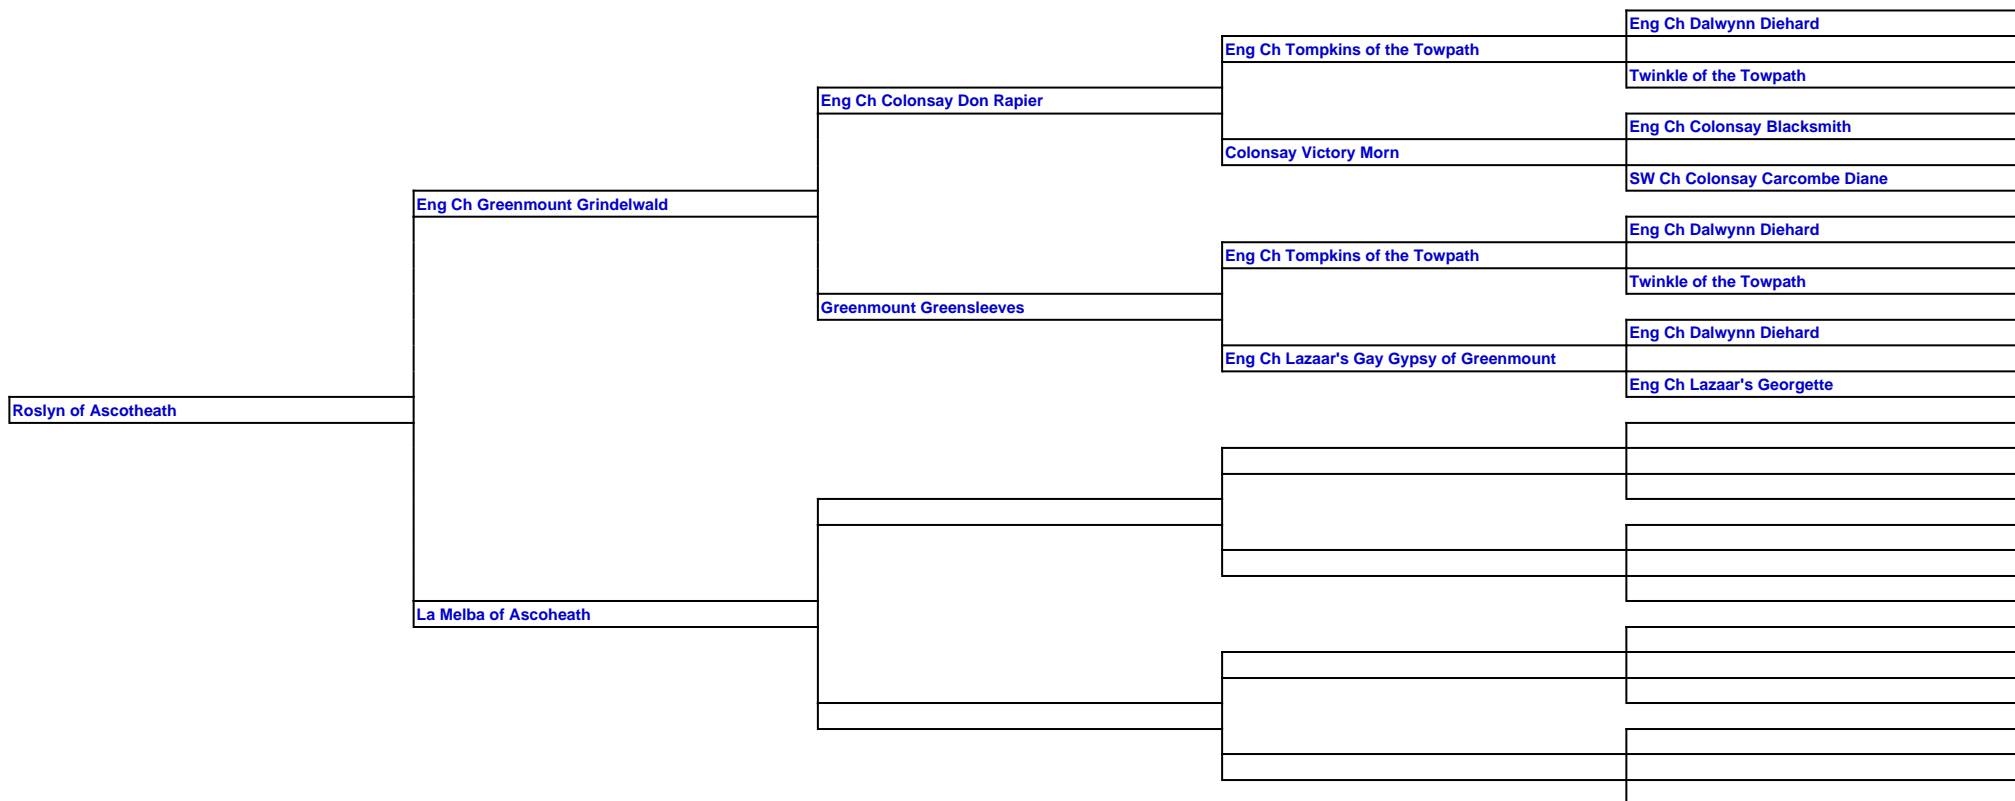 Eng Ch Dalwynn Diehard
Eng Ch Tompkins of the Towpath
Twinkle of the Towpath
Eng Ch Colonsay Don Rapier
Eng Ch Colonsay Blacksmith
Colonsay Victory Morn
SW Ch Colonsay Carcombe Diane
Eng Ch Greenmount Grindelwald
Eng Ch Dalwynn Diehard
Eng Ch Tompkins of the Towpath
Twinkle of the Towpath
Greenmount Greensleeves
Eng Ch Dalwynn Diehard
Eng Ch Lazaar's Gay Gypsy of Greenmount
Eng Ch Lazaar's Georgette
Roslyn of Ascotheath
La Melba of Ascoheath